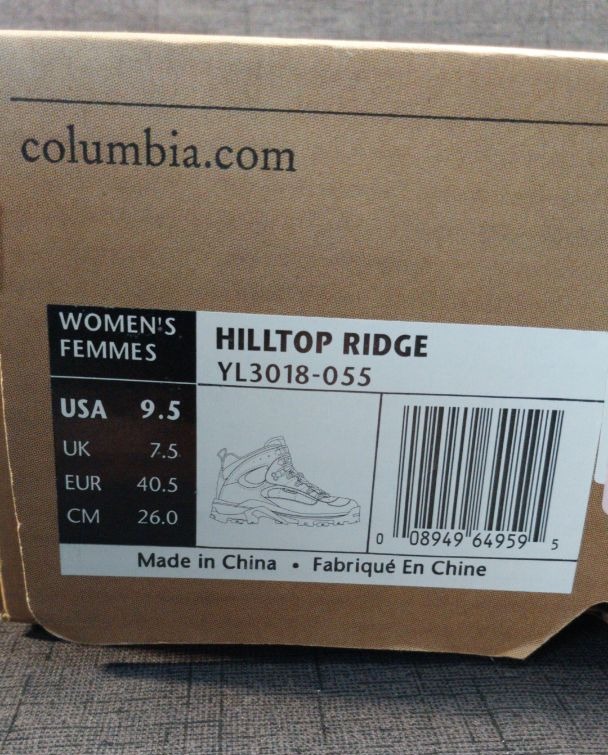 columbia.com
WOMEN'S
FEMMES
HILLTOP RIDGE
YL3018-055
USA 9.5
UK 7.5
EUR 40.5
CM 26.0
0 08949 64959 5
Made in China • Fabriqué En Chine